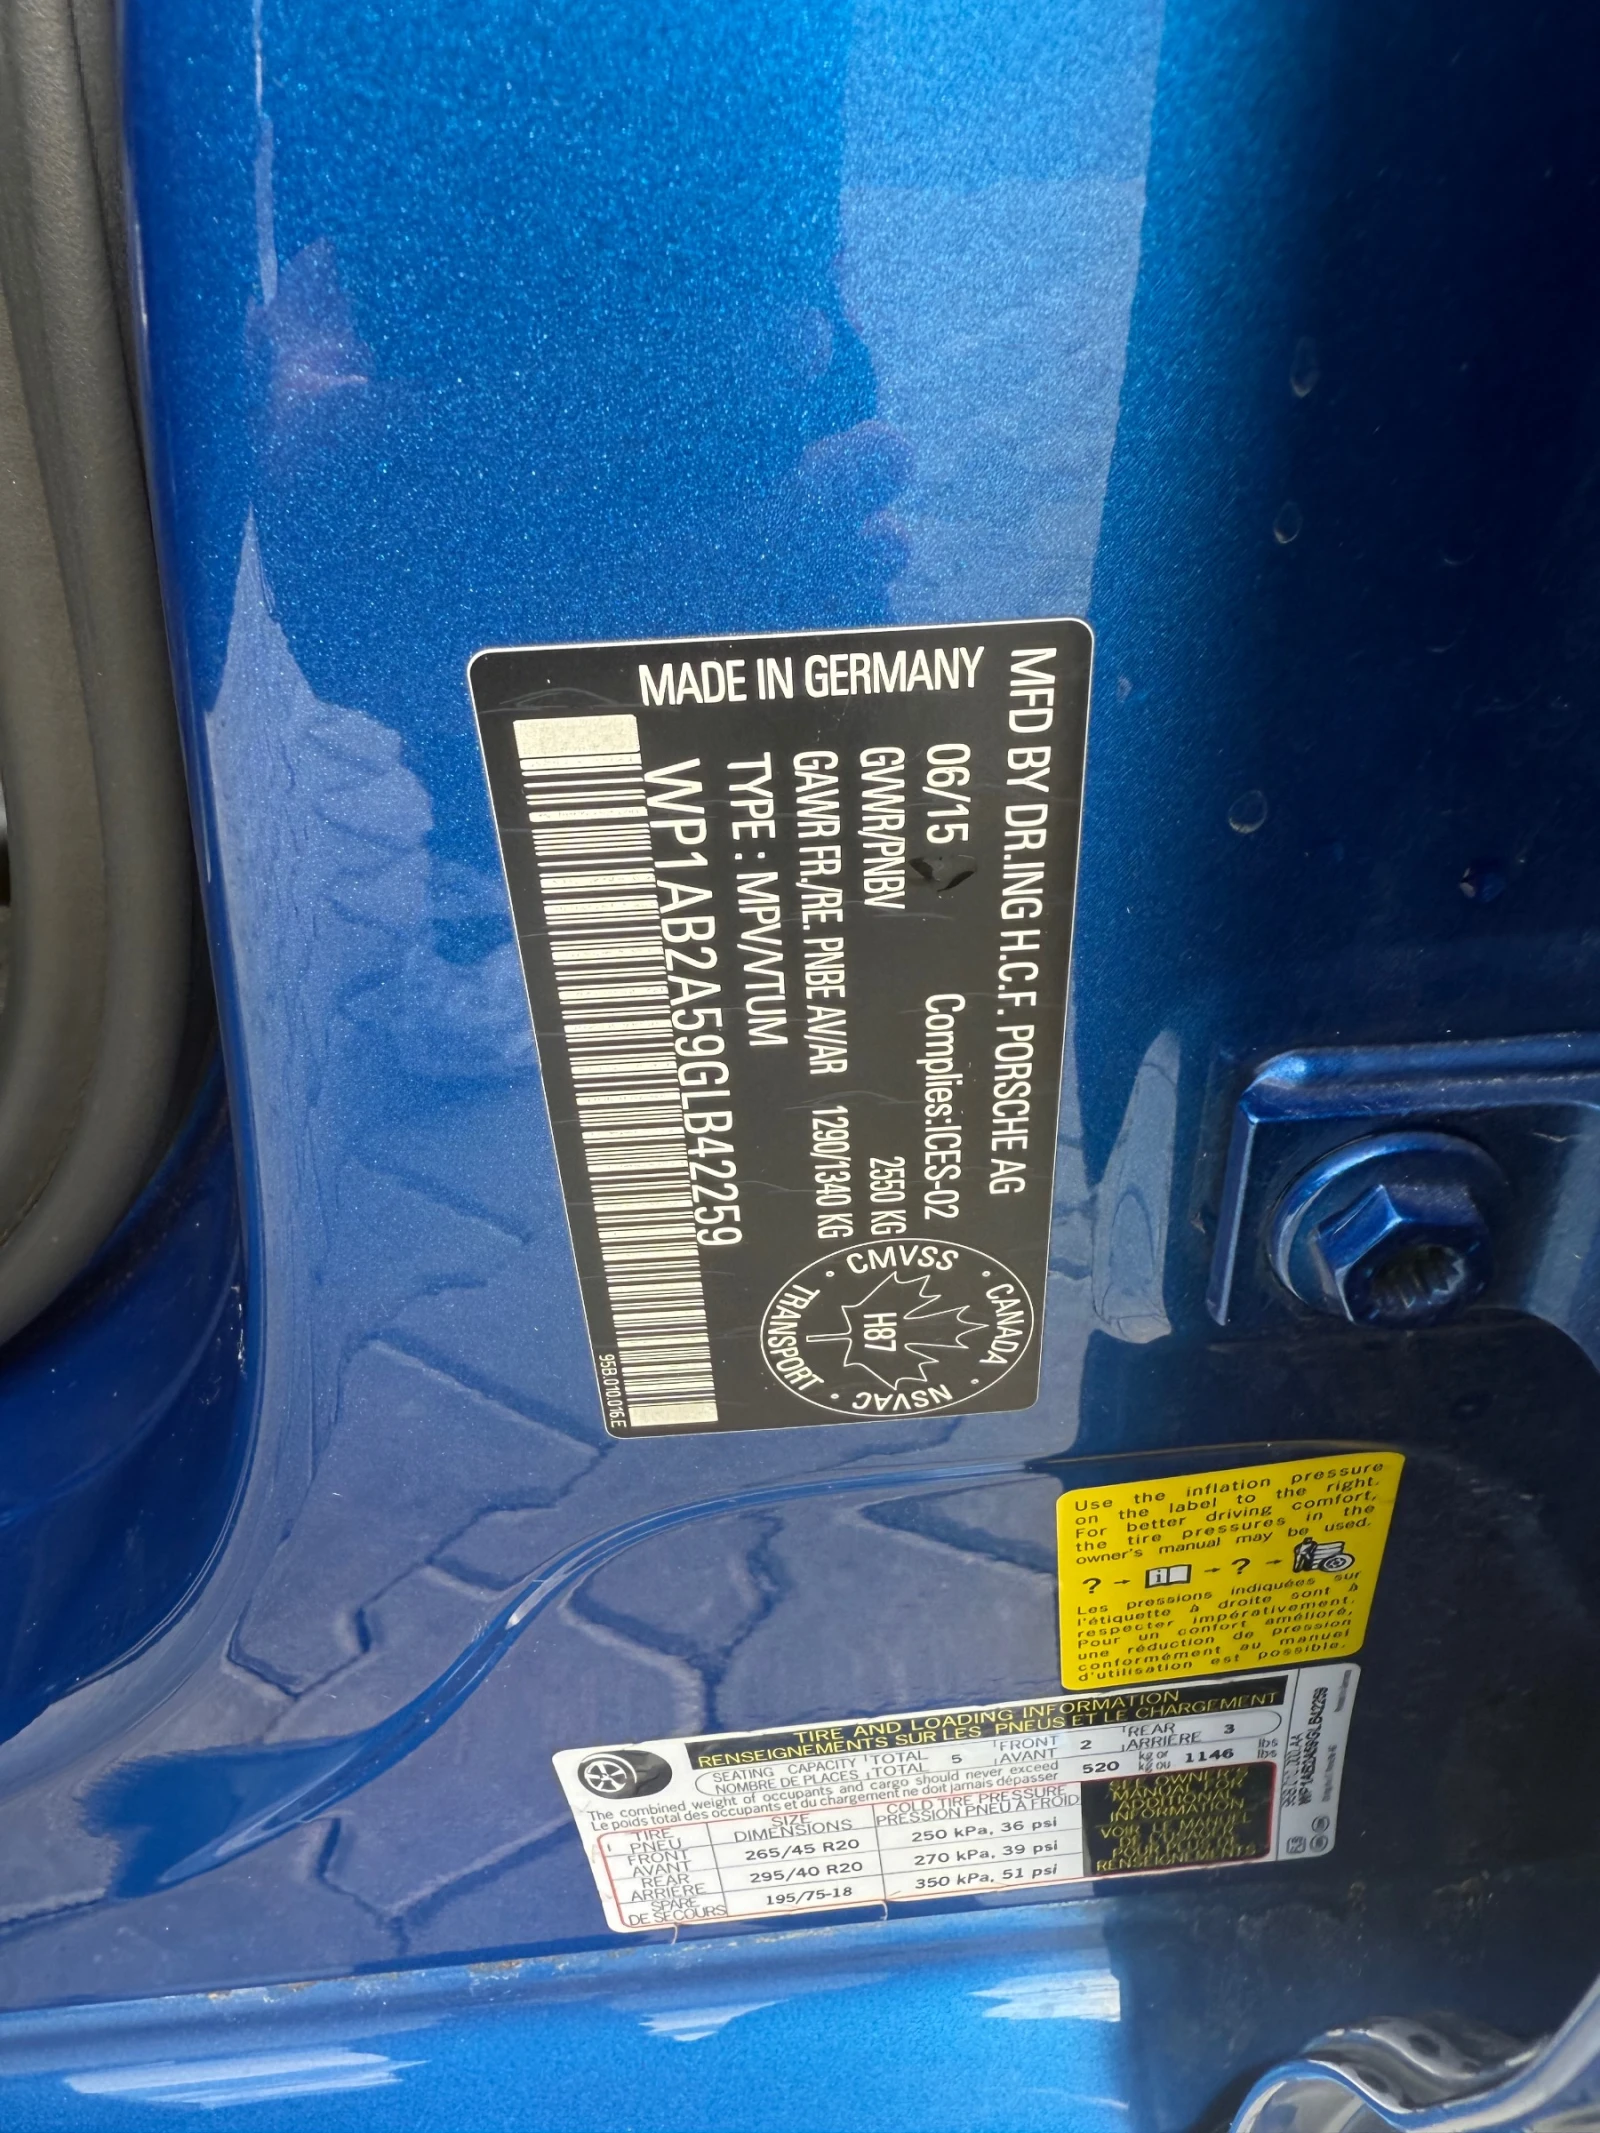 MFD BY DR.ING H.C.F. PORSCHE AG
06/15 Complies:ICES-02
GVWR/PNBV 2550 KG
GAWR FR./RE. PNBE AV/AR 1290/1340 KG
TYPE : MPV/VTUM
WP1AB2A59GLB42259
MADE IN GERMANY
CANADA · CMVSS · TRANSPORT · NSVAC ·
H87
95B.010.016.E
Use the inflation pressure
on the label to the right.
For better driving comfort,
the tire pressures in the
owner's manual may be used.
? - i - ? -
Les pressions indiquées sur
l'étiquette à droite sont à
respecter impérativement.
Pour un confort amélioré,
une réduction de pression
conformément au manuel
d'utilisation est possible.
TIRE AND LOADING INFORMATION
RENSEIGNEMENTS SUR LES PNEUS ET LE CHARGEMENT
SEATING CAPACITY TOTAL 5 FRONT 2 REAR 3
NOMBRE DE PLACES TOTAL AVANT ARRIÈRE
The combined weight of occupants and cargo should never exceed 520 kg or 1146 lbs
Le poids total des occupants et du chargement ne doit jamais dépasser kg ou lbs
TIRE SIZE COLD TIRE PRESSURE
PNEU DIMENSIONS PRESSION PNEU À FROID
FRONT 265/45 R20 250 kPa, 36 psi
AVANT
REAR 295/40 R20 270 kPa, 39 psi
ARRIÈRE
SPARE 195/75-18 350 kPa, 51 psi
DE SECOURS
SEE OWNER'S
MANUAL FOR
ADDITIONAL
INFORMATION
VOIR LE MANUEL
DE L'AUTO
POUR PLUS DE
RENSEIGNEMENTS
WP1AB2A59GLB42259